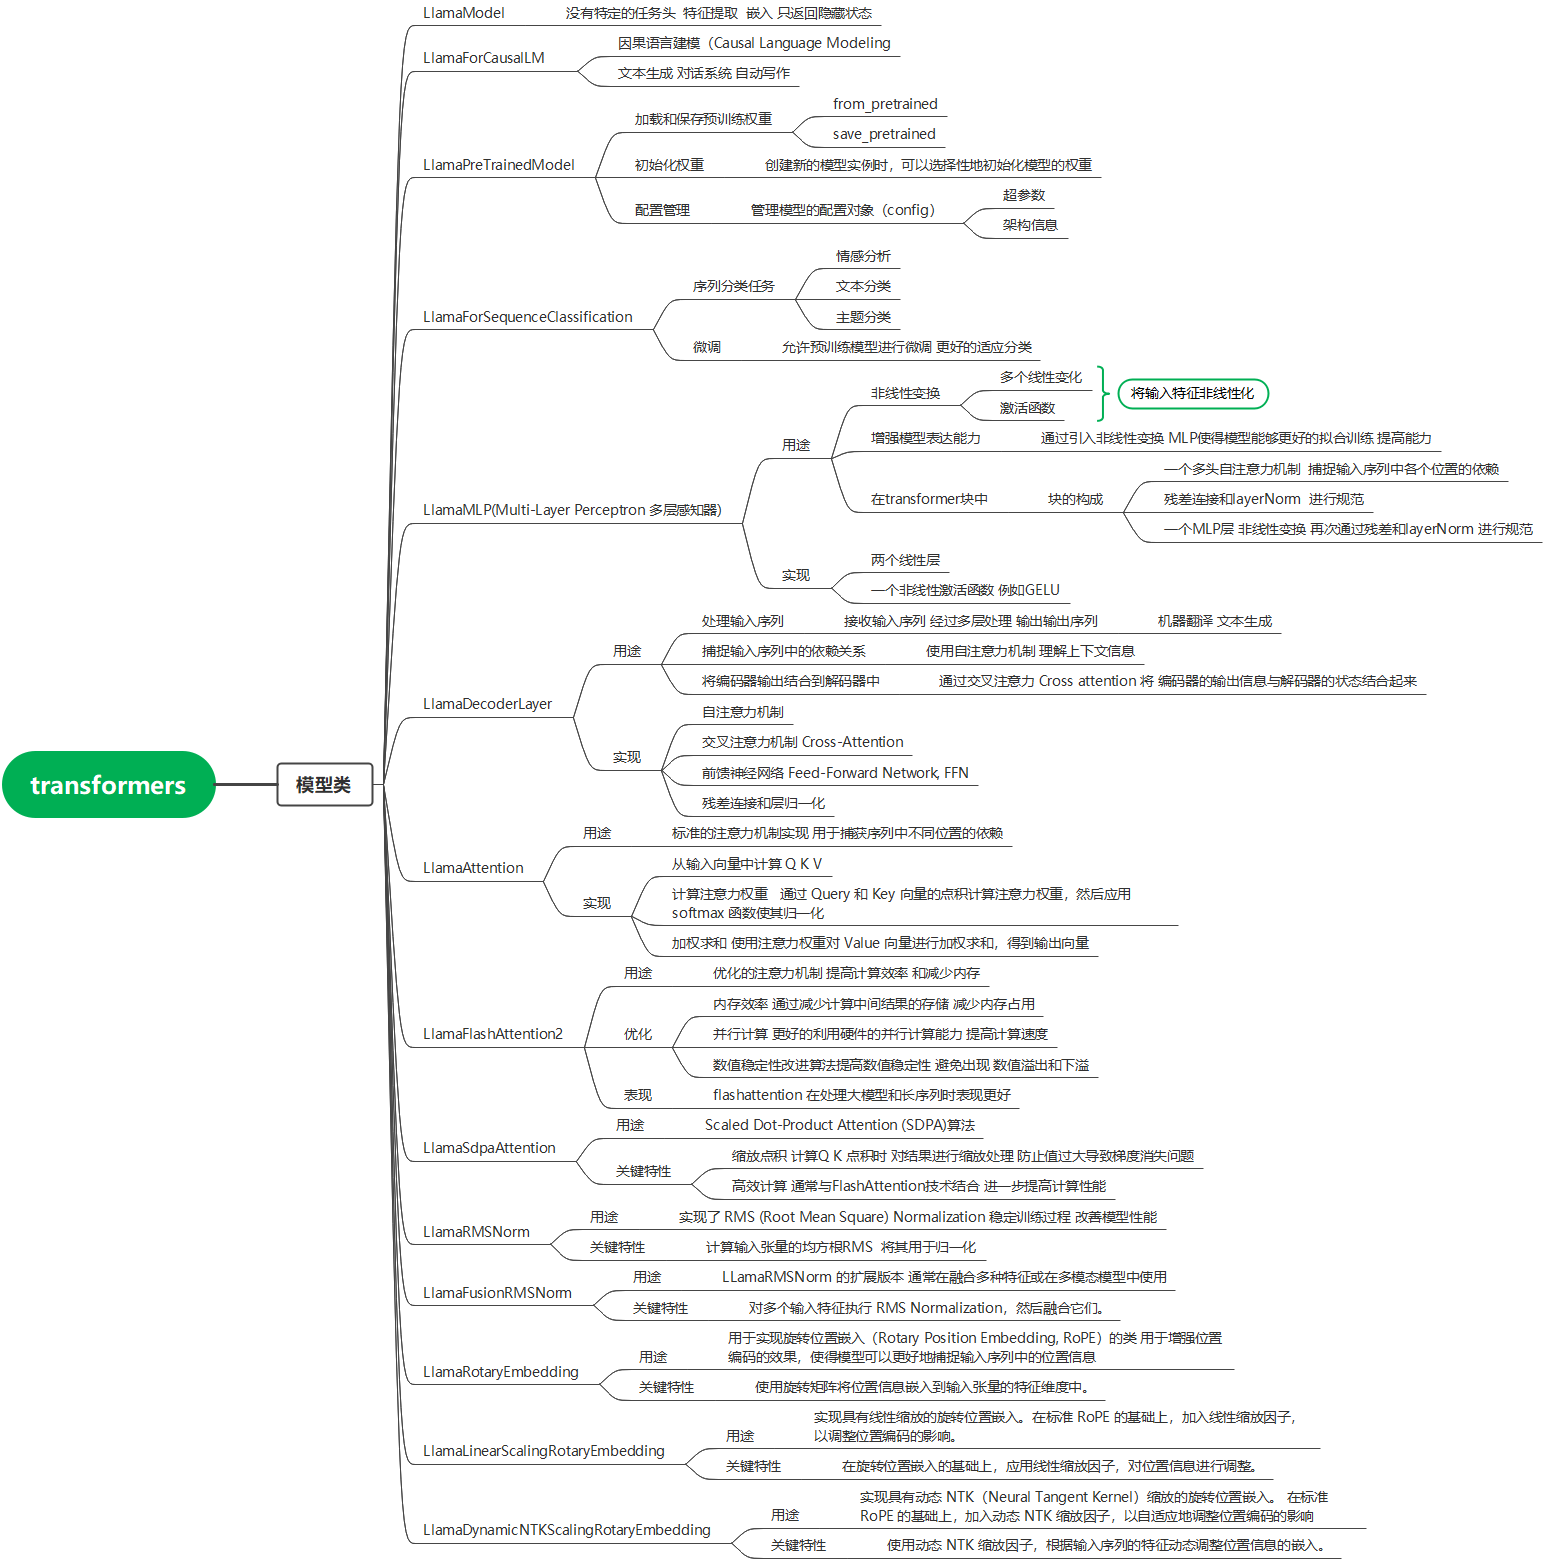 LlamaModel
没有特定的任务头 特征提取 嵌入 只返回隐藏状态
LlamaForCausalLM
因果语言建模（Causal Language Modeling
文本生成 对话系统 自动写作
LlamaPreTrainedModel
加载和保存预训练权重
from_pretrained
save_pretrained
初始化权重
创建新的模型实例时，可以选择性地初始化模型的权重
配置管理
管理模型的配置对象（config）
超参数
架构信息
LlamaForSequenceClassification
序列分类任务
情感分析
文本分类
主题分类
微调
允许预训练模型进行微调 更好的适应分类
LlamaMLP(Multi-Layer Perceptron 多层感知器)
用途
非线性变换
多个线性变化
激活函数
将输入特征非线性化
增强模型表达能力
通过引入非线性变换 MLP使得模型能够更好的拟合训练 提高能力
在transformer块中
块的构成
一个多头自注意力机制 捕捉输入序列中各个位置的依赖
残差连接和layerNorm 进行规范
一个MLP层 非线性变换 再次通过残差和layerNorm 进行规范
实现
两个线性层
一个非线性激活函数 例如GELU
LlamaDecoderLayer
用途
处理输入序列
接收输入序列 经过多层处理 输出输出序列
机器翻译 文本生成
捕捉输入序列中的依赖关系
使用自注意力机制 理解上下文信息
将编码器输出结合到解码器中
通过交叉注意力 Cross attention 将 编码器的输出信息与解码器的状态结合起来
实现
自注意力机制
交叉注意力机制 Cross-Attention
前馈神经网络 Feed-Forward Network, FFN
残差连接和层归一化
transformers
模型类
LlamaAttention
用途
标准的注意力机制实现 用于捕获序列中不同位置的依赖
实现
从输入向量中计算 Q K V
计算注意力权重 通过 Query 和 Key 向量的点积计算注意力权重，然后应用
softmax 函数使其归一化
加权求和 使用注意力权重对 Value 向量进行加权求和，得到输出向量
LlamaFlashAttention2
用途
优化的注意力机制 提高计算效率 和减少内存
优化
内存效率 通过减少计算中间结果的存储 减少内存占用
并行计算 更好的利用硬件的并行计算能力 提高计算速度
数值稳定性改进算法提高数值稳定性 避免出现 数值溢出和下溢
表现
flashattention 在处理大模型和长序列时表现更好
LlamaSdpaAttention
用途
Scaled Dot-Product Attention (SDPA)算法
关键特性
缩放点积 计算Q K 点积时 对结果进行缩放处理 防止值过大导致梯度消失问题
高效计算 通常与FlashAttention技术结合 进一步提高计算性能
LlamaRMSNorm
用途
实现了 RMS (Root Mean Square) Normalization 稳定训练过程 改善模型性能
关键特性
计算输入张量的均方根RMS 将其用于归一化
LlamaFusionRMSNorm
用途
LLamaRMSNorm 的扩展版本 通常在融合多种特征或在多模态模型中使用
关键特性
对多个输入特征执行 RMS Normalization，然后融合它们。
LlamaRotaryEmbedding
用途
用于实现旋转位置嵌入（Rotary Position Embedding, RoPE）的类 用于增强位置
编码的效果，使得模型可以更好地捕捉输入序列中的位置信息
关键特性
使用旋转矩阵将位置信息嵌入到输入张量的特征维度中。
LlamaLinearScalingRotaryEmbedding
用途
实现具有线性缩放的旋转位置嵌入。在标准 RoPE 的基础上，加入线性缩放因子，
以调整位置编码的影响。
关键特性
在旋转位置嵌入的基础上，应用线性缩放因子，对位置信息进行调整。
LlamaDynamicNTKScalingRotaryEmbedding
用途
实现具有动态 NTK（Neural Tangent Kernel）缩放的旋转位置嵌入。 在标准
RoPE 的基础上，加入动态 NTK 缩放因子，以自适应地调整位置编码的影响
关键特性
使用动态 NTK 缩放因子，根据输入序列的特征动态调整位置信息的嵌入。